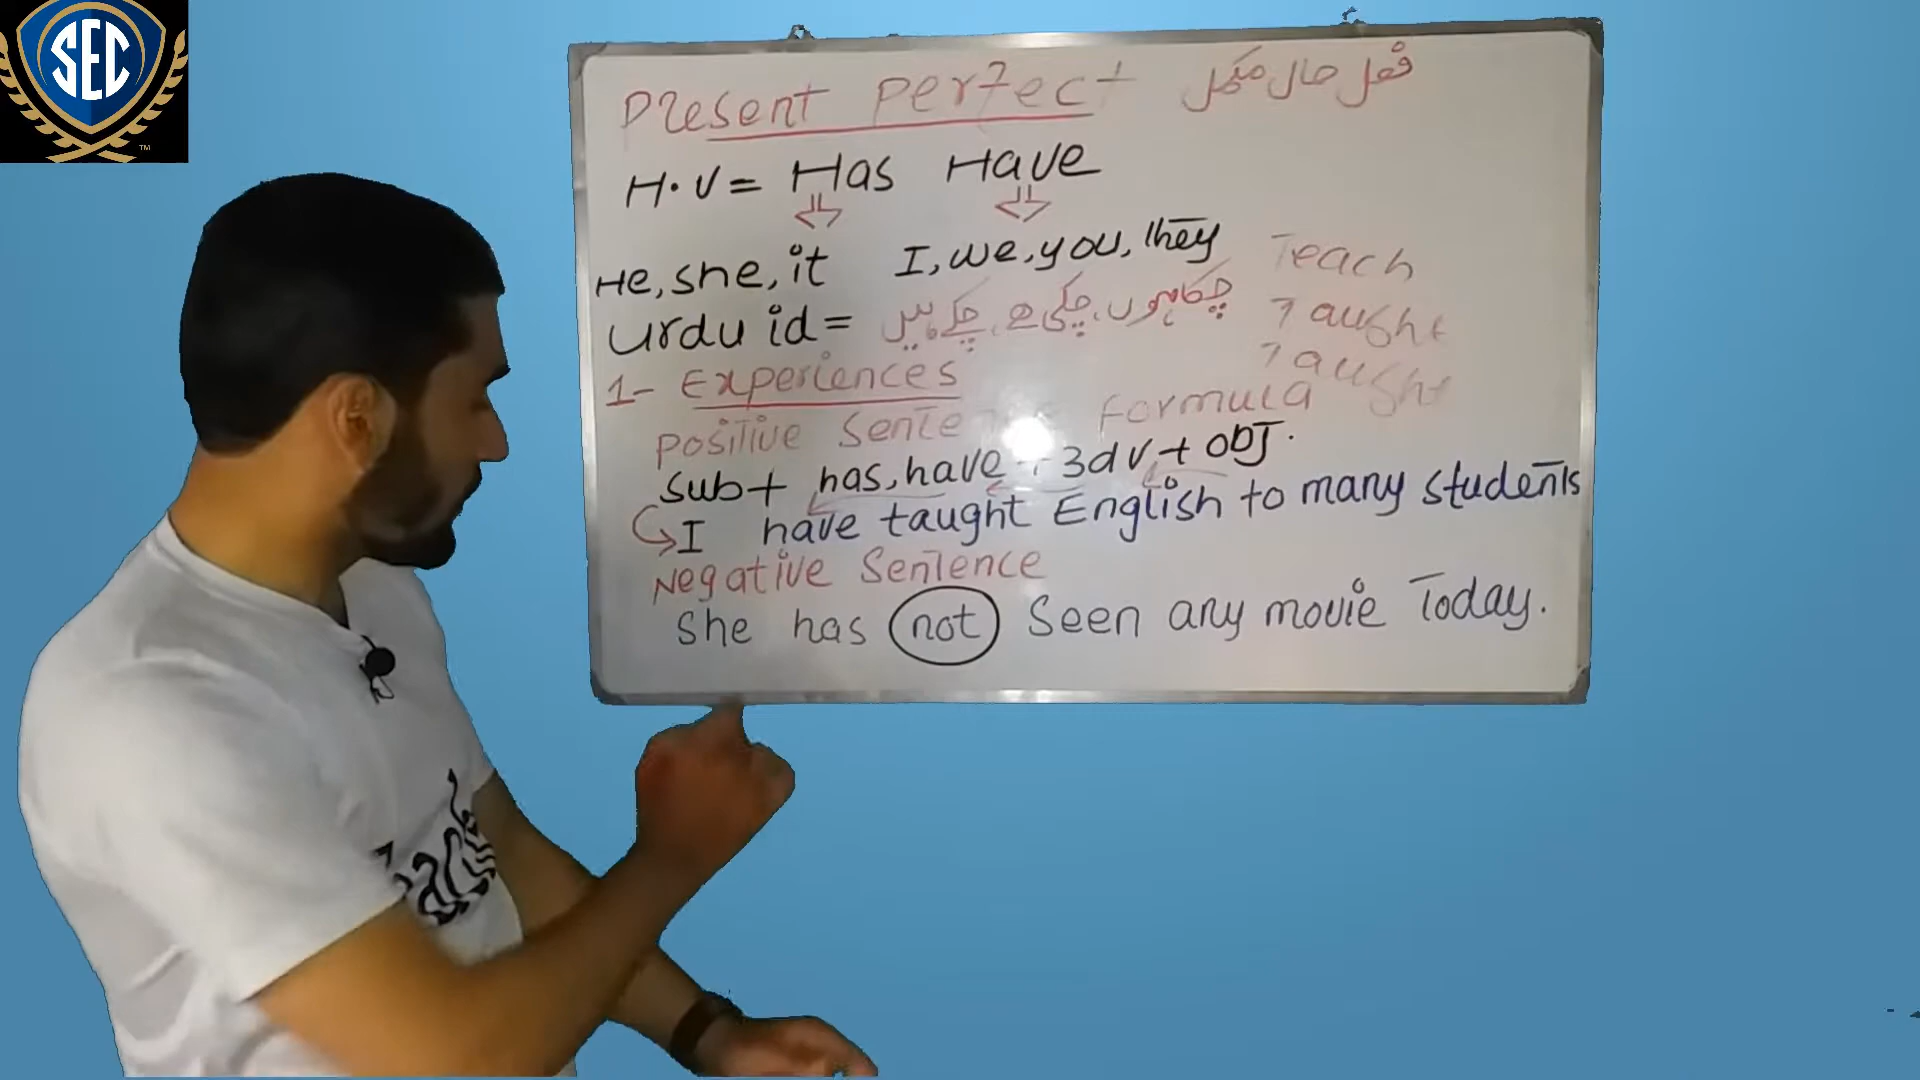 SEC
TM
Present perfect فعل حال مکمل
H.V = Has Have
He, she, it I, we, you, they
Teach
Taught
Taught
Urdu id = چکا ہوں، چکی ہے، چکے ہیں
1- Experiences
Positive Sentence Formula
Sub + has, have + 3d V + obj.
I have taught English to many students
Negative Sentence
She has not Seen any movie Today.